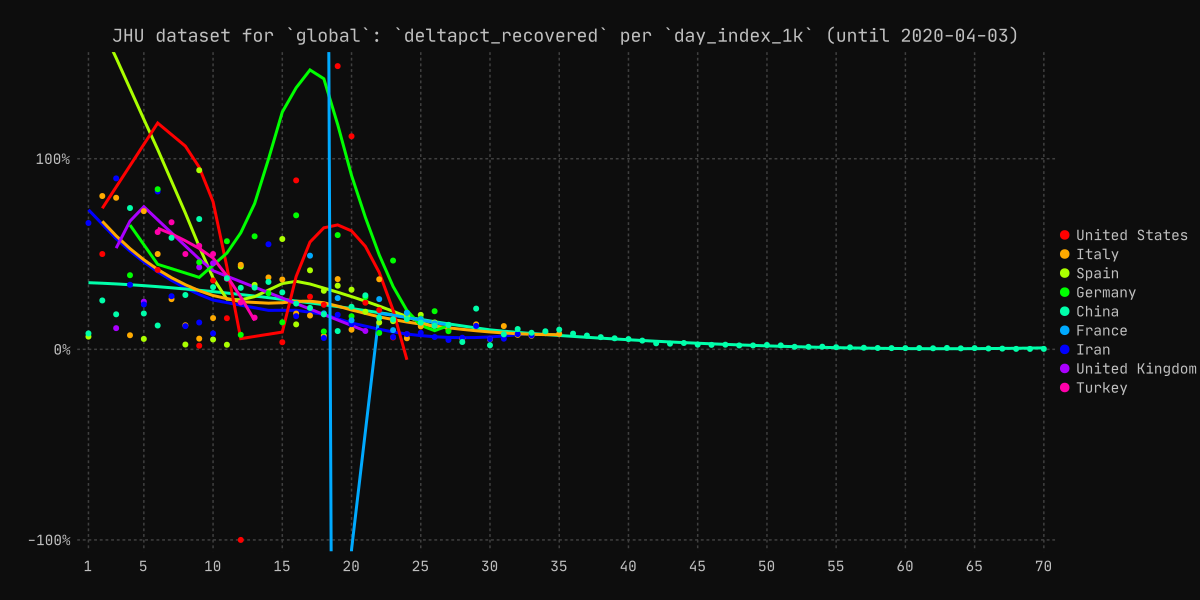 JHU dataset for `global`: `deltapct_recovered` per `day_index_1k` (until 2020-04-03)
100%
0%
-100%
1 5 10 15 20 25 30 35 40 45 50 55 60 65 70
United States
Italy
Spain
Germany
China
France
Iran
United Kingdom
Turkey